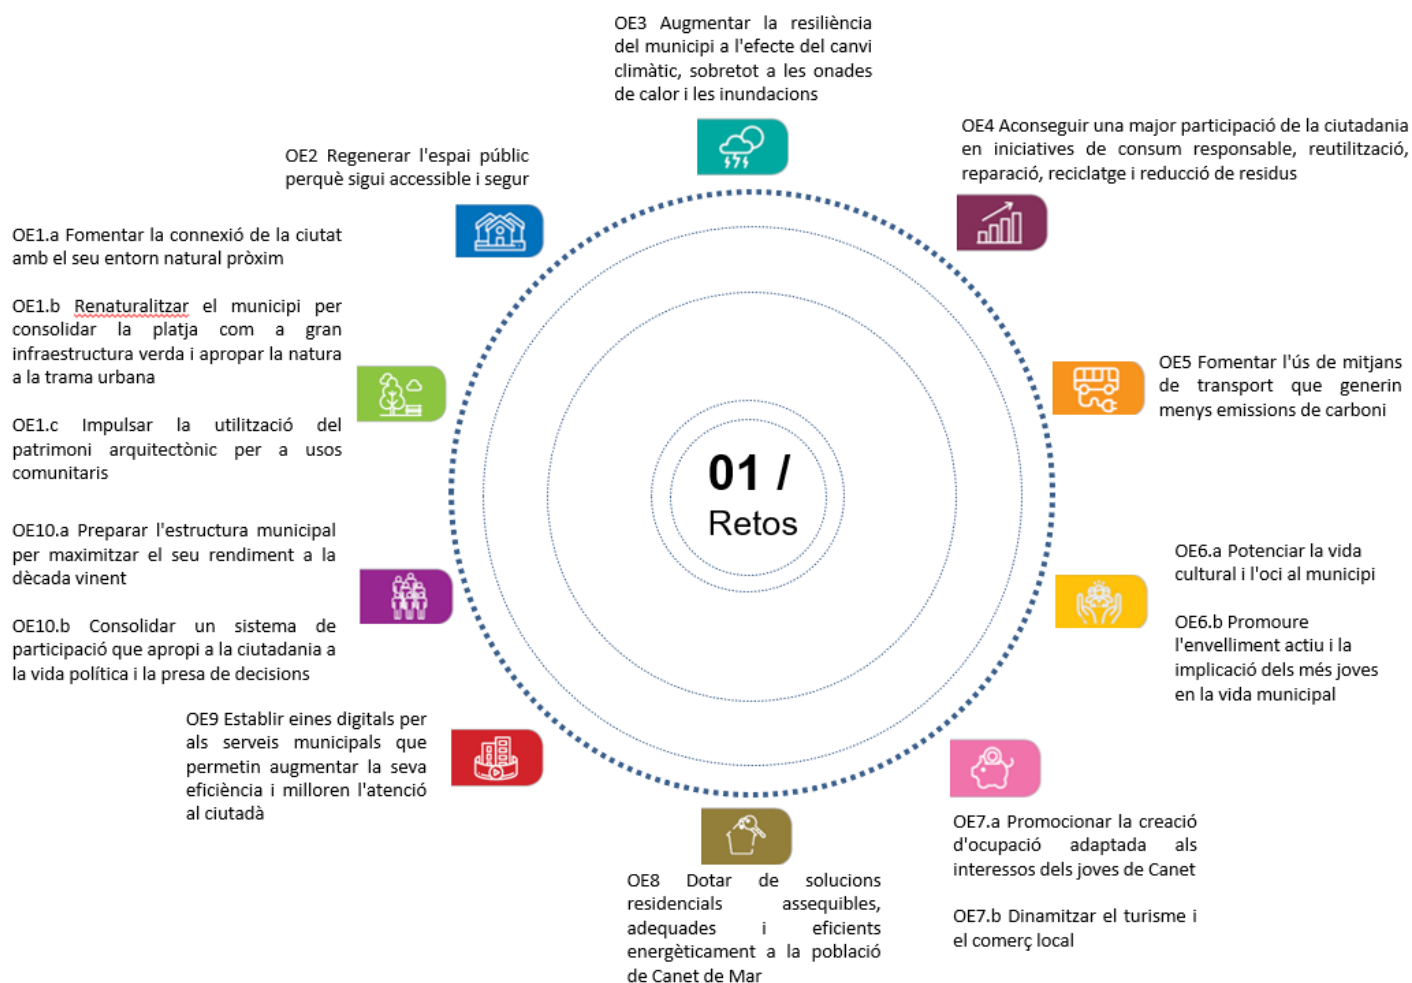 OE3 Augmentar la resiliència
del municipi a l'efecte del canvi
climàtic, sobretot a les onades
de calor i les inundacions
OE4 Aconseguir una major participació de la ciutadania
en iniciatives de consum responsable, reutilització,
reparació, reciclatge i reducció de residus
OE2 Regenerar l'espai públic
perquè sigui accessible i segur
OE1.a Fomentar la connexió de la ciutat
amb el seu entorn natural pròxim
OE1.b Renaturalitzar el municipi per
consolidar la platja com a gran
infraestructura verda i apropar la natura
a la trama urbana
OE1.c Impulsar la utilització del
patrimoni arquitectònic per a usos
comunitaris
OE5 Fomentar l'ús de mitjans
de transport que generin
menys emissions de carboni
01 /
Retos
OE10.a Preparar l'estructura municipal
per maximitzar el seu rendiment a la
dècada vinent
OE10.b Consolidar un sistema de
participació que apropi a la ciutadania a
la vida política i la presa de decisions
OE6.a Potenciar la vida
cultural i l'oci al municipi
OE6.b Promoure
l'envelliment actiu i la
implicació dels més joves
en la vida municipal
OE9 Establir eines digitals per
als serveis municipals que
permetin augmentar la seva
eficiència i milloren l'atenció
al ciutadà
OE7.a Promocionar la creació
d'ocupació adaptada als
interessos dels joves de Canet
OE7.b Dinamitzar el turisme i
el comerç local
OE8 Dotar de solucions
residencials assequibles,
adequades i eficients
energèticament a la població
de Canet de Mar